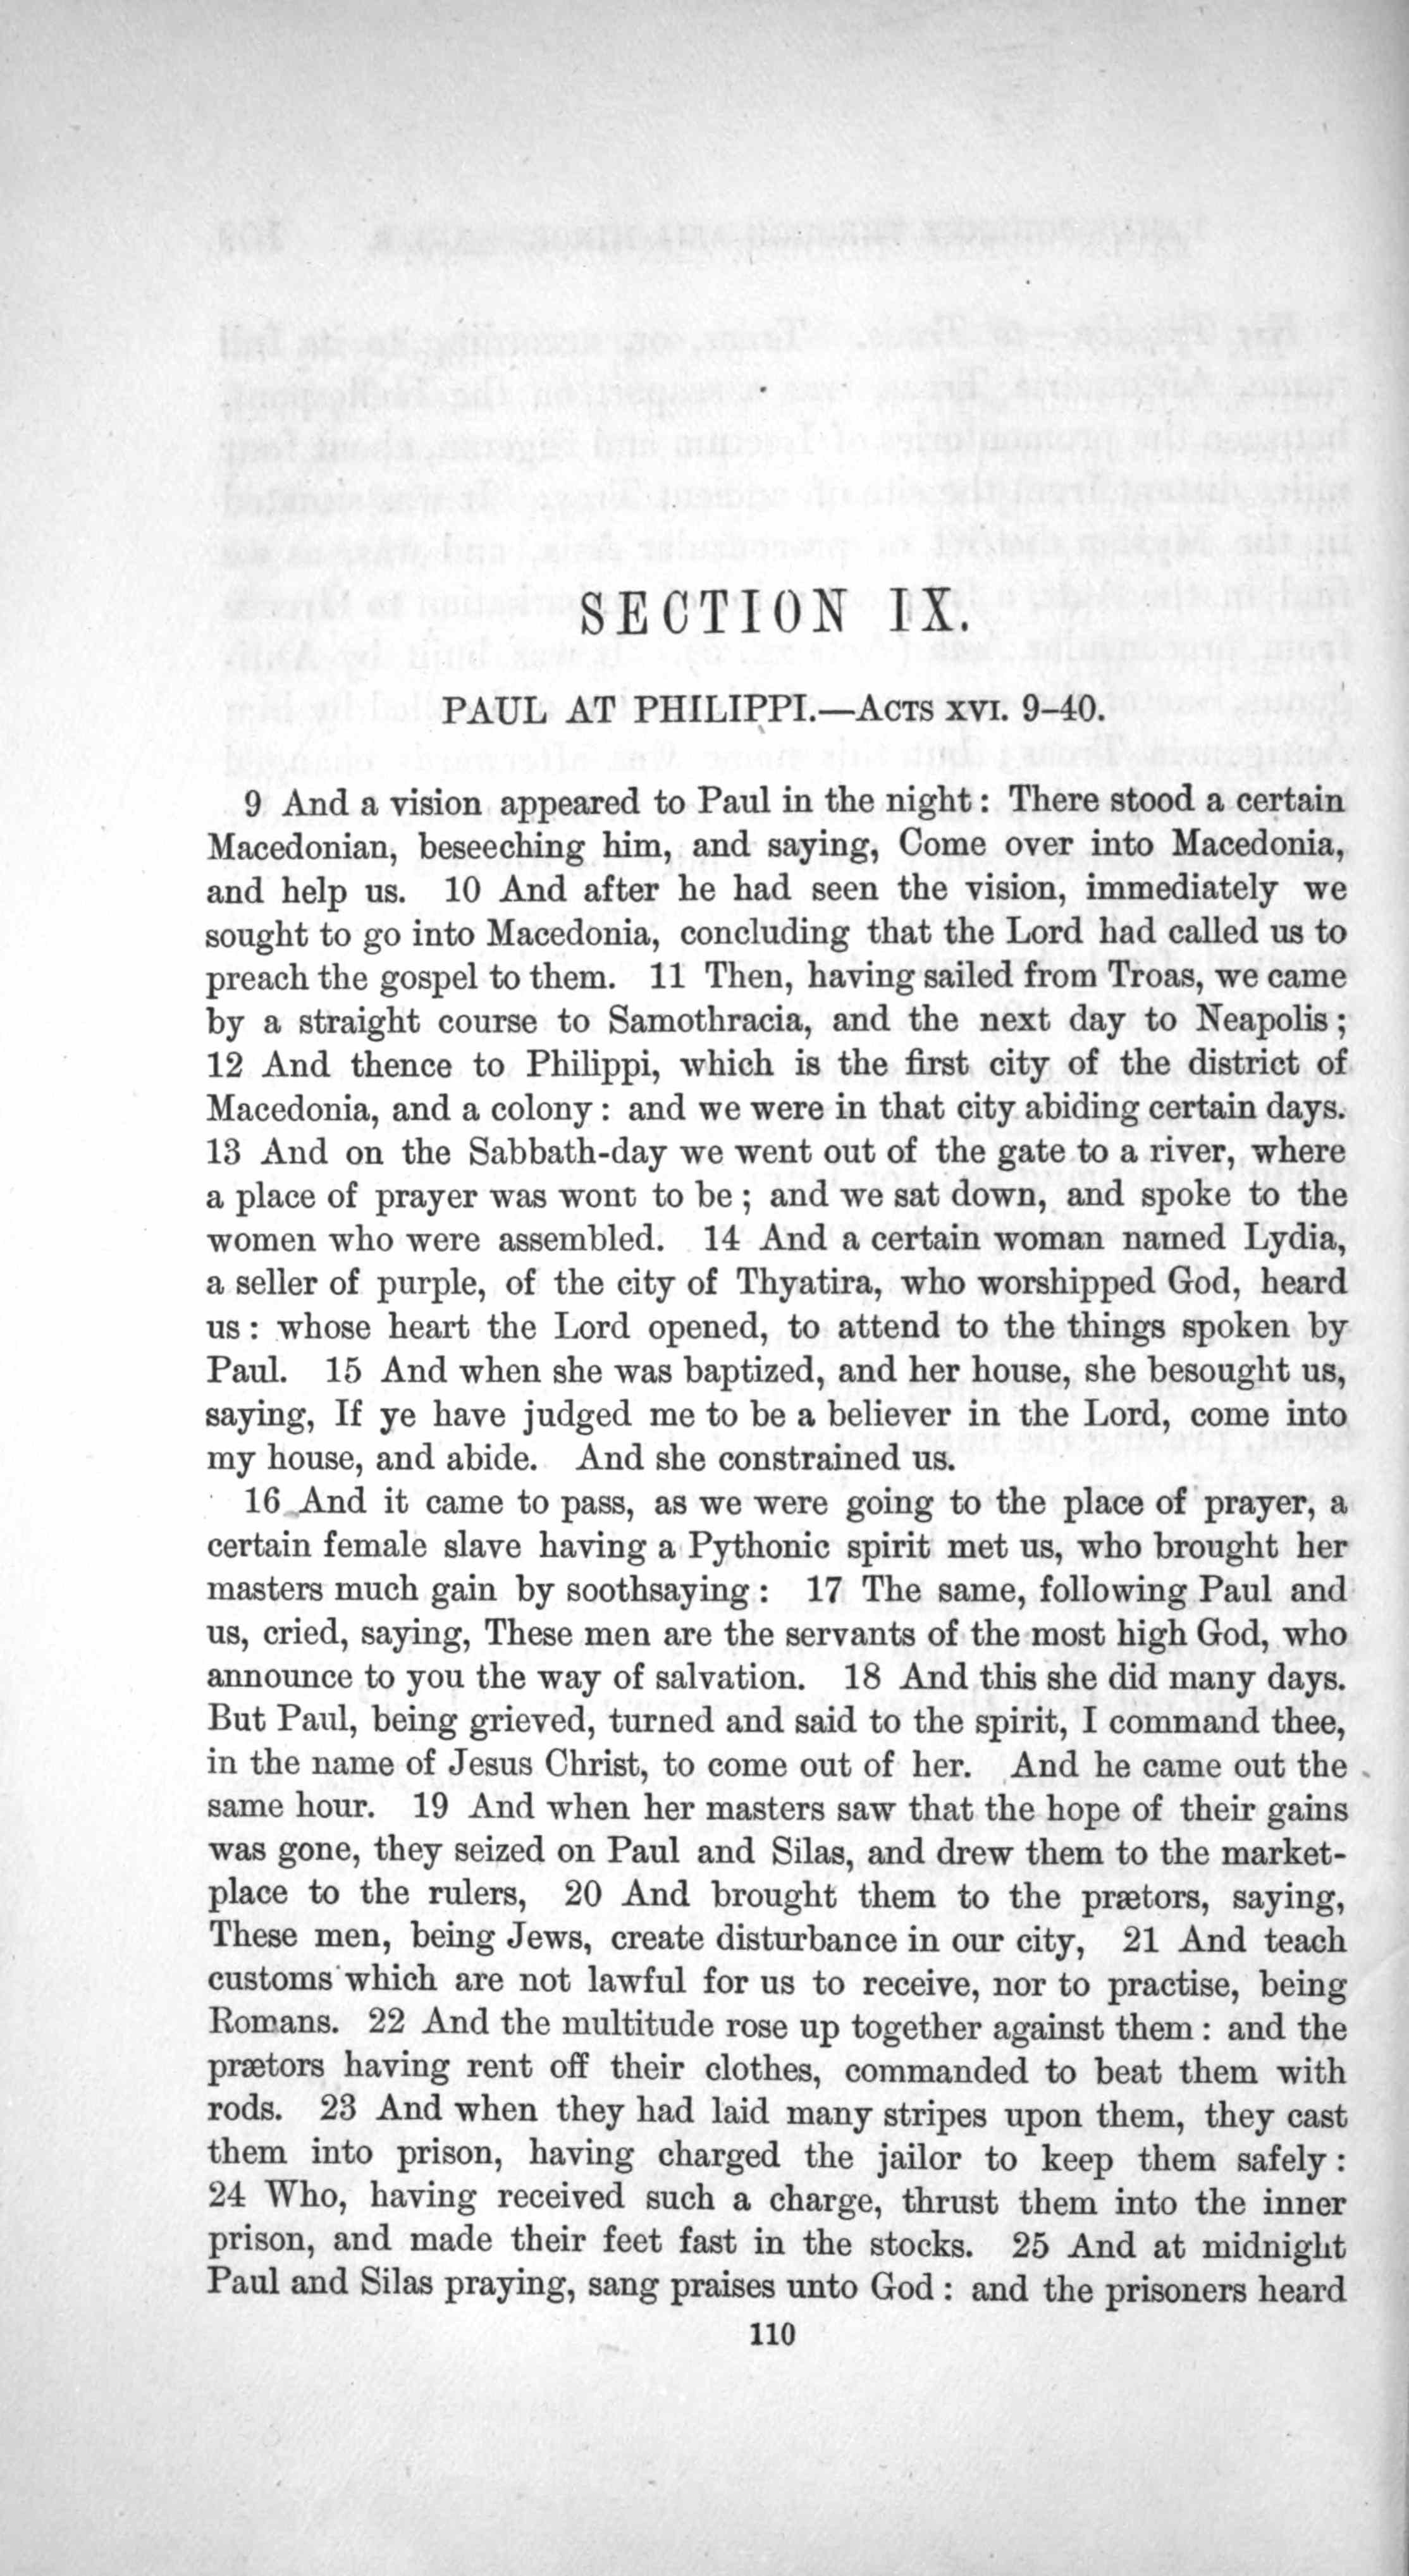 SECTION IX.
PAUL AT PHILIPPI.—ACTS XVI. 9–40.
9 And a vision appeared to Paul in the night: There stood a certain
Macedonian, beseeching him, and saying, Come over into Macedonia,
and help us. 10 And after he had seen the vision, immediately we
sought to go into Macedonia, concluding that the Lord had called us to
preach the gospel to them. 11 Then, having sailed from Troas, we came
by a straight course to Samothracia, and the next day to Neapolis;
12 And thence to Philippi, which is the first city of the district of
Macedonia, and a colony: and we were in that city abiding certain days.
13 And on the Sabbath-day we went out of the gate to a river, where
a place of prayer was wont to be; and we sat down, and spoke to the
women who were assembled. 14 And a certain woman named Lydia,
a seller of purple, of the city of Thyatira, who worshipped God, heard
us: whose heart the Lord opened, to attend to the things spoken by
Paul. 15 And when she was baptized, and her house, she besought us,
saying, If ye have judged me to be a believer in the Lord, come into
my house, and abide. And she constrained us.
16 And it came to pass, as we were going to the place of prayer, a
certain female slave having a Pythonic spirit met us, who brought her
masters much gain by soothsaying: 17 The same, following Paul and
us, cried, saying, These men are the servants of the most high God, who
announce to you the way of salvation. 18 And this she did many days.
But Paul, being grieved, turned and said to the spirit, I command thee,
in the name of Jesus Christ, to come out of her. And he came out the
same hour. 19 And when her masters saw that the hope of their gains
was gone, they seized on Paul and Silas, and drew them to the market-
place to the rulers, 20 And brought them to the prætors, saying,
These men, being Jews, create disturbance in our city, 21 And teach
customs which are not lawful for us to receive, nor to practise, being
Romans. 22 And the multitude rose up together against them: and the
prætors having rent off their clothes, commanded to beat them with
rods. 23 And when they had laid many stripes upon them, they cast
them into prison, having charged the jailor to keep them safely:
24 Who, having received such a charge, thrust them into the inner
prison, and made their feet fast in the stocks. 25 And at midnight
Paul and Silas praying, sang praises unto God: and the prisoners heard
110